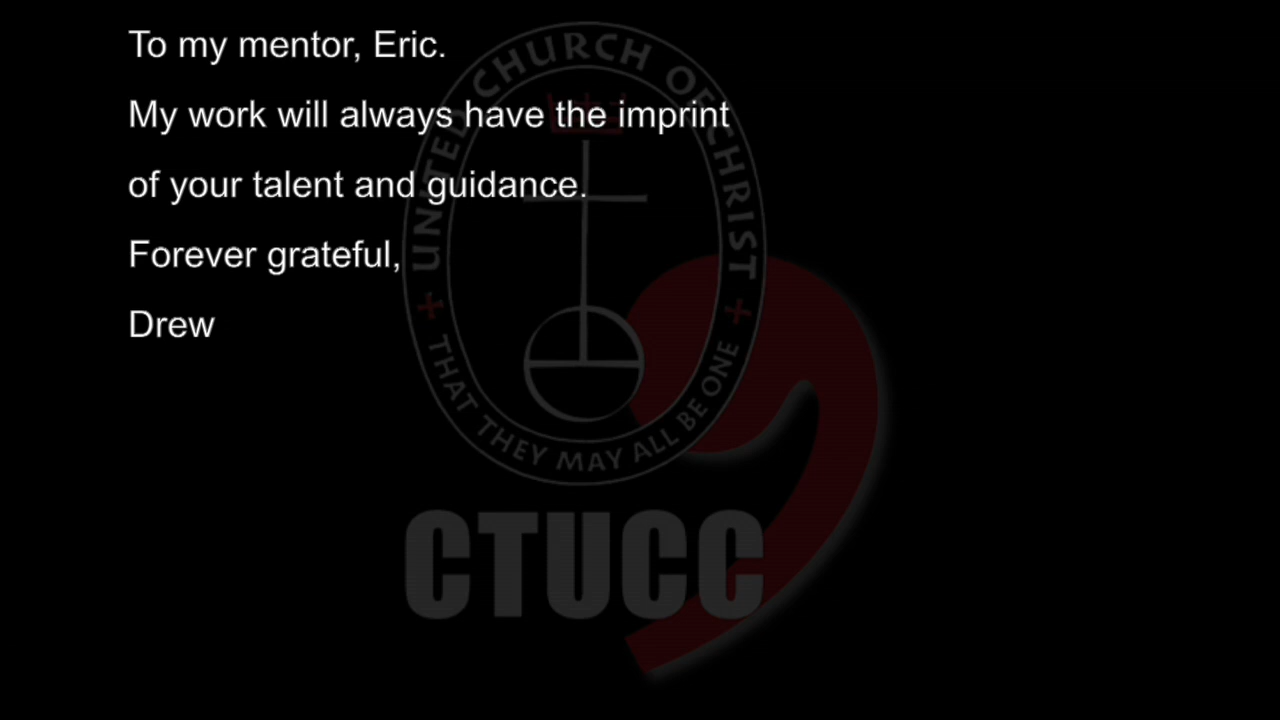 To my mentor, Eric.
My work will always have the imprint
of your talent and guidance.
Forever grateful,
Drew
UNITED CHURCH OF CHRIST
THAT THEY MAY ALL BE ONE
CTUCC